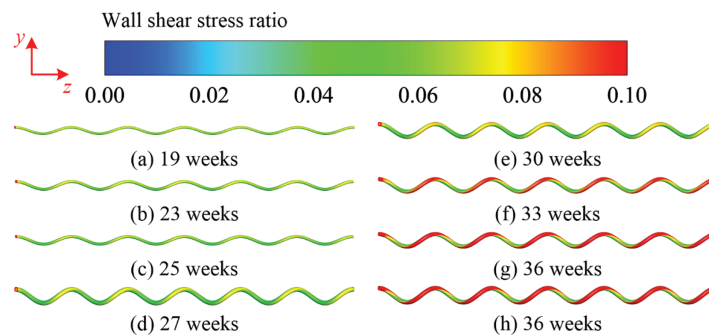 Wall shear stress ratio
y
z
0.00 0.02 0.04 0.06 0.08 0.10
(a) 19 weeks
(e) 30 weeks
(b) 23 weeks
(f) 33 weeks
(c) 25 weeks
(g) 36 weeks
(d) 27 weeks
(h) 36 weeks